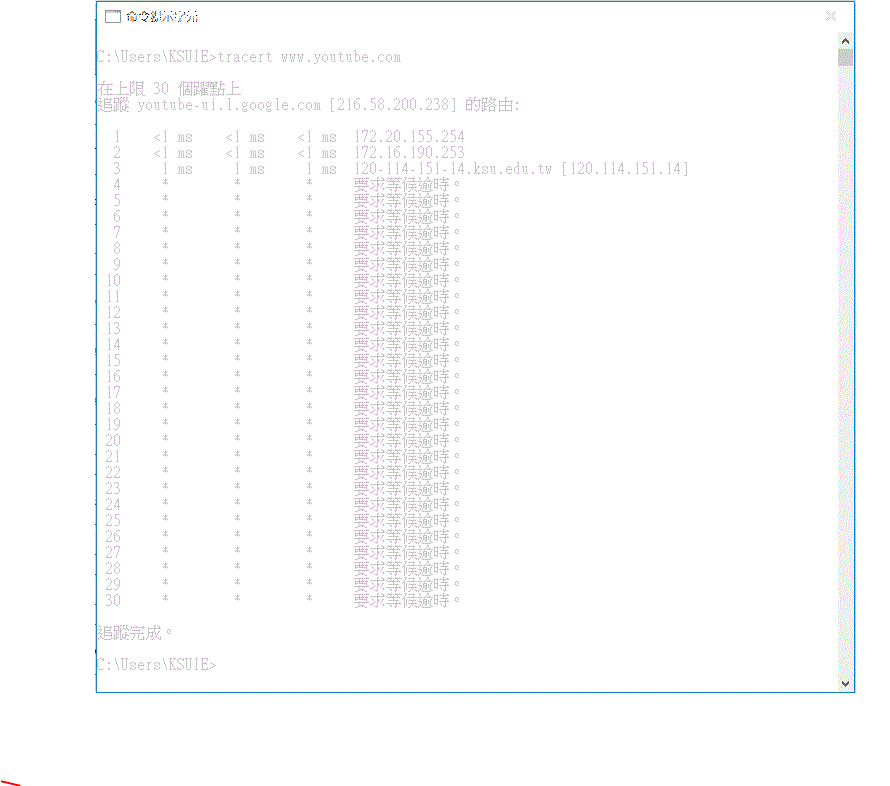 命令提示字元
C:\Users\KSU1E>tracert www.youtube.com
在上限 30 個躍點上
追蹤 youtube-ui.l.google.com [216.58.200.238] 的路由:
1 <1 ms <1 ms <1 ms 172.20.155.254
2 <1 ms <1 ms <1 ms 172.16.190.253
3 1 ms 1 ms 1 ms 120-114-151-14.ksu.edu.tw [120.114.151.14]
4 * * * 要求等候逾時。
5 * * * 要求等候逾時。
6 * * * 要求等候逾時。
7 * * * 要求等候逾時。
8 * * * 要求等候逾時。
9 * * * 要求等候逾時。
10 * * * 要求等候逾時。
11 * * * 要求等候逾時。
12 * * * 要求等候逾時。
13 * * * 要求等候逾時。
14 * * * 要求等候逾時。
15 * * * 要求等候逾時。
16 * * * 要求等候逾時。
17 * * * 要求等候逾時。
18 * * * 要求等候逾時。
19 * * * 要求等候逾時。
20 * * * 要求等候逾時。
21 * * * 要求等候逾時。
22 * * * 要求等候逾時。
23 * * * 要求等候逾時。
24 * * * 要求等候逾時。
25 * * * 要求等候逾時。
26 * * * 要求等候逾時。
27 * * * 要求等候逾時。
28 * * * 要求等候逾時。
29 * * * 要求等候逾時。
30 * * * 要求等候逾時。
追蹤完成。
C:\Users\KSU1E>